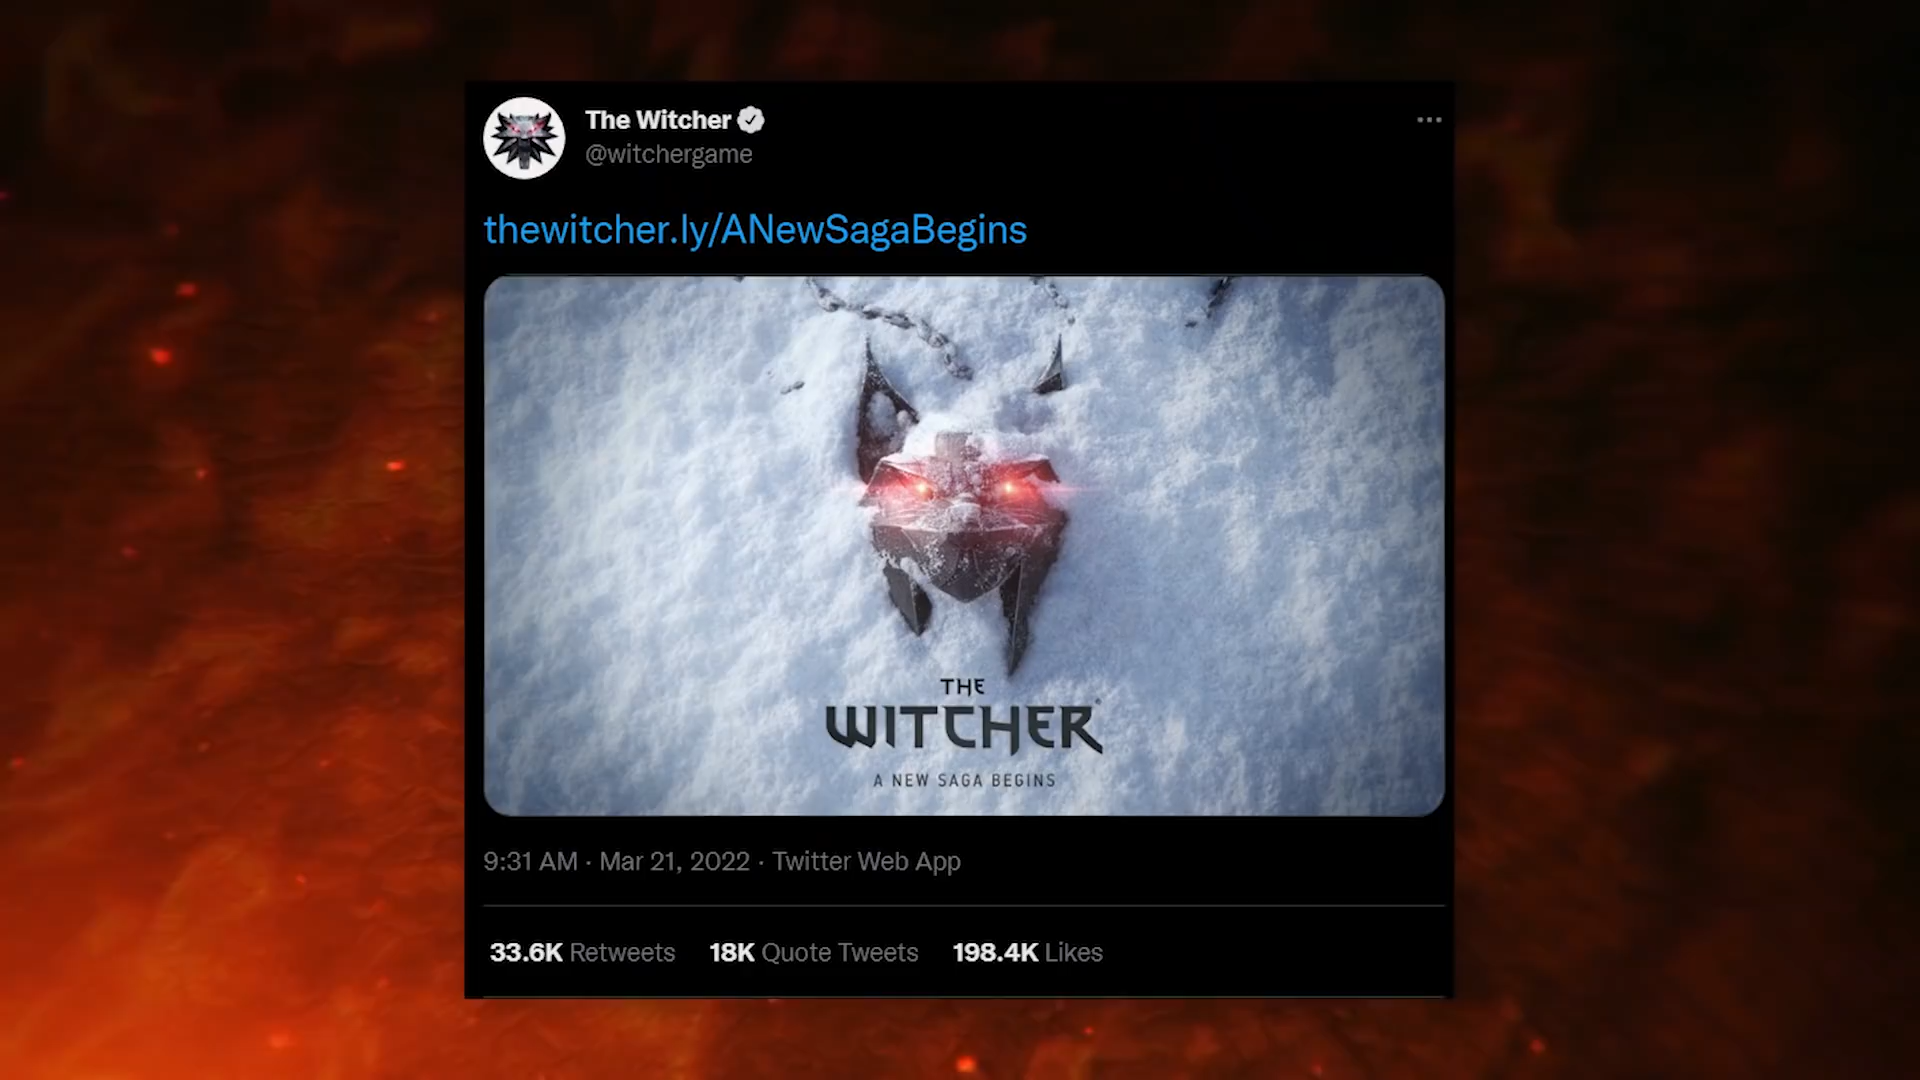 The Witcher
@witchergame
thewitcher.ly/ANewSagaBegins
THE
WITCHER
A NEW SAGA BEGINS
9:31 AM · Mar 21, 2022 · Twitter Web App
33.6K Retweets 18K Quote Tweets 198.4K Likes